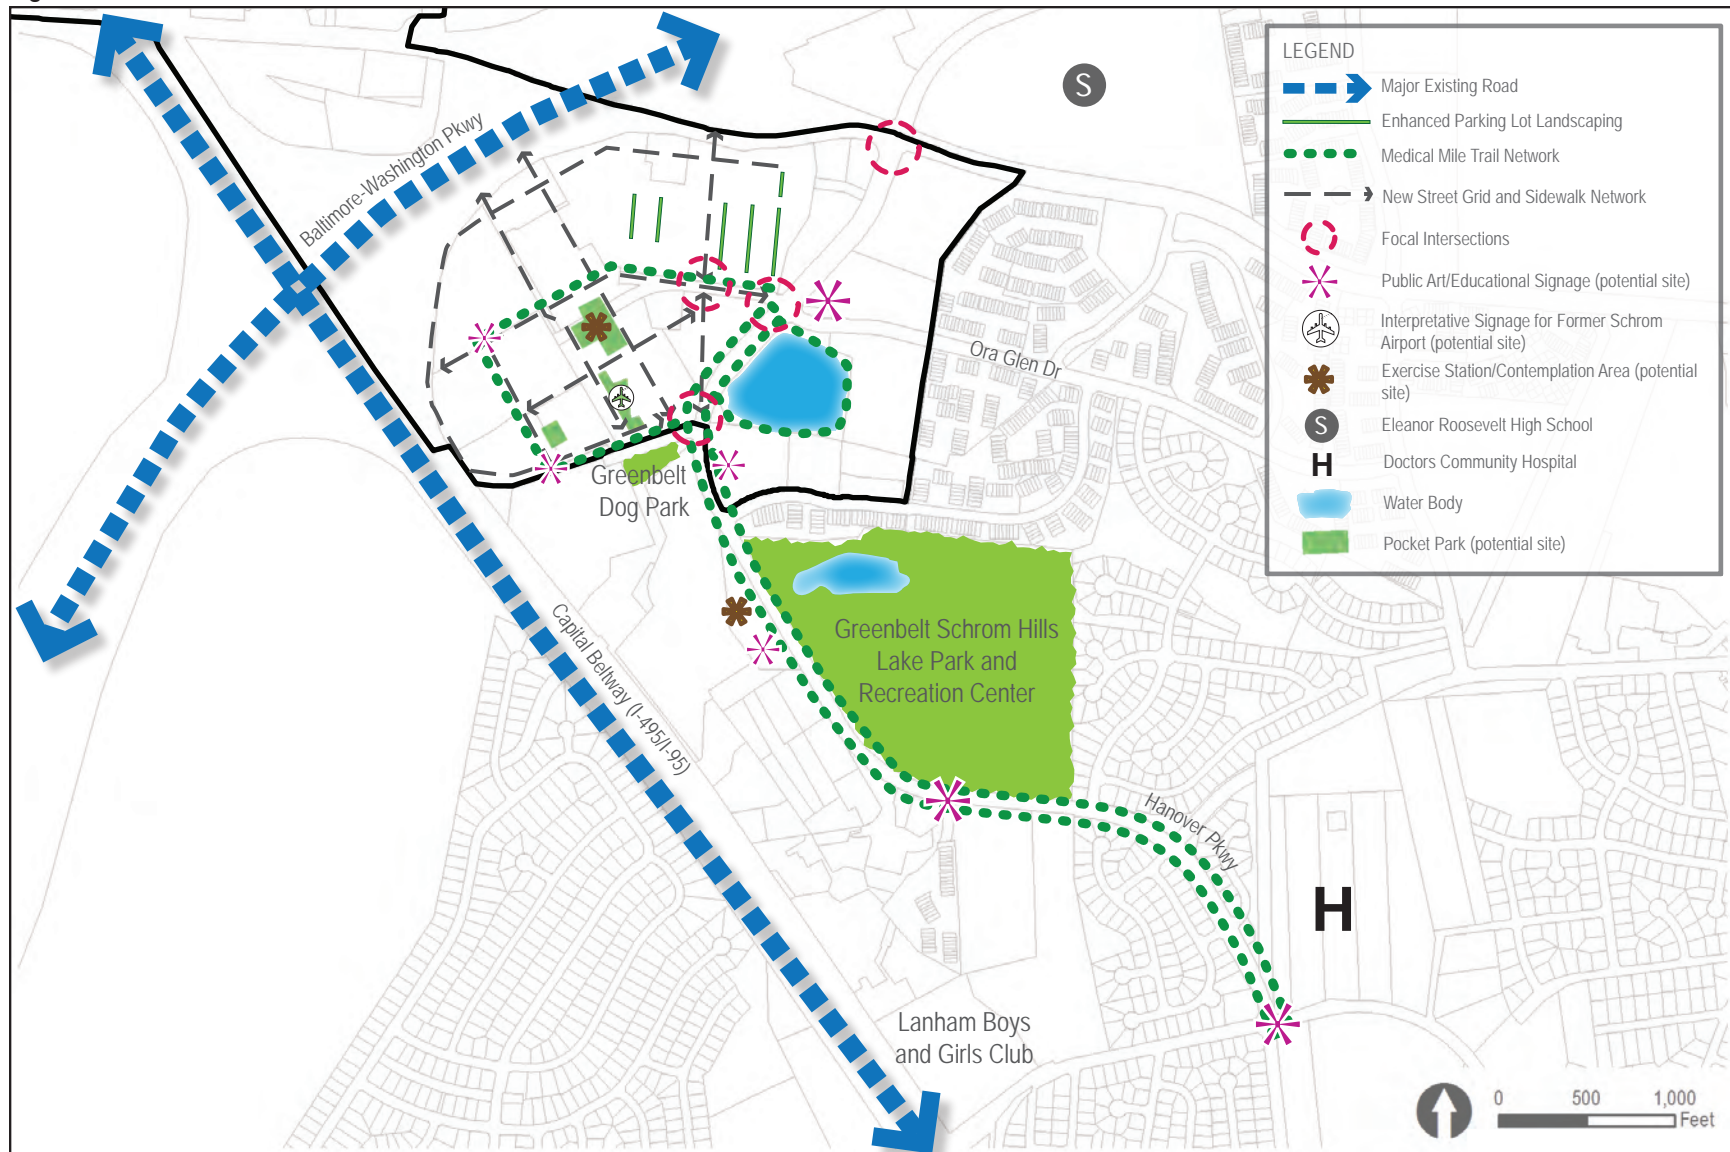 LEGEND
Major Existing Road
Enhanced Parking Lot Landscaping
Medical Mile Trail Network
New Street Grid and Sidewalk Network
Focal Intersections
Public Art/Educational Signage (potential site)
Interpretative Signage for Former Schrom
Airport (potential site)
Exercise Station/Contemplation Area (potential
site)
S
Eleanor Roosevelt High School
H
Doctors Community Hospital
Water Body
Pocket Park (potential site)
S
Baltimore-Washington Pkwy
Ora Glen Dr
Greenbelt
Dog Park
Capital Beltway (I-495/I-95)
Greenbelt Schrom Hills
Lake Park and
Recreation Center
Hanover Pkwy
H
Lanham Boys
and Girls Club
0 500 1,000
Feet